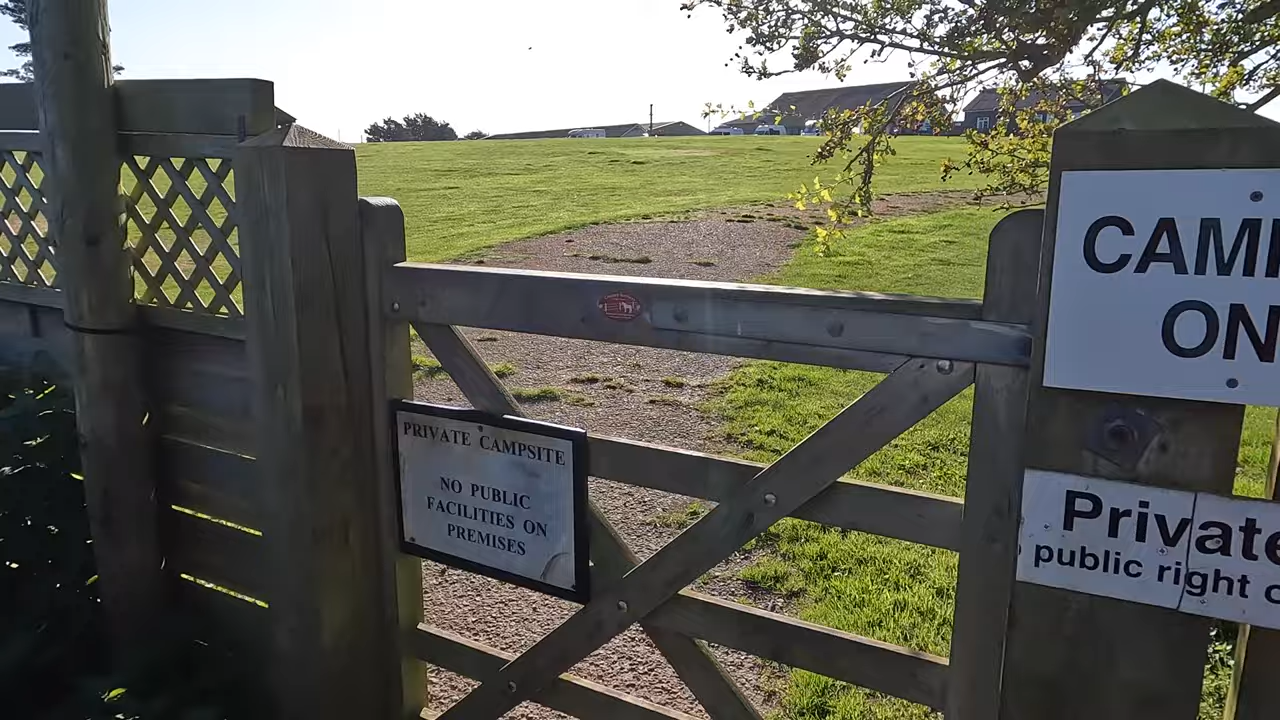 PRIVATE CAMPSITE
NO PUBLIC
FACILITIES ON
PREMISES
CAM
ON
Private
public right o